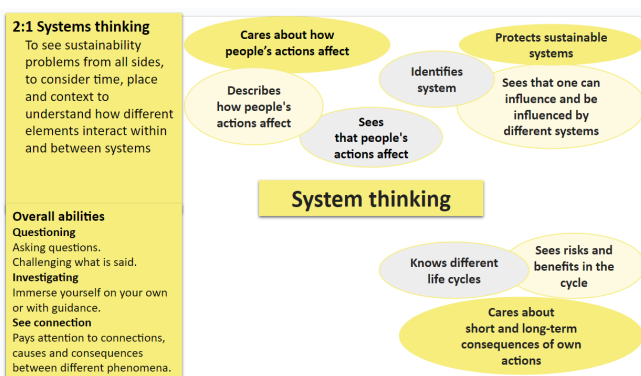 2:1 Systems thinking
To see sustainability
problems from all sides,
to consider time, place
and context to
understand how different
elements interact within
and between systems
Overall abilities
Questioning
Asking questions.
Challenging what is said.
Investigating
Immerse yourself on your own
or with guidance.
See connection
Pays attention to connections,
causes and consequences
between different phenomena.
Cares about how
people's actions affect
Describes
how people's
actions affect
Sees
that people's
actions affect
Identifies
system
Protects sustainable
systems
Sees that one can
influence and be
influenced by
different systems
System thinking
Knows different
life cycles
Sees risks and
benefits in the
cycle
Cares about
short and long-term
consequences of own
actions